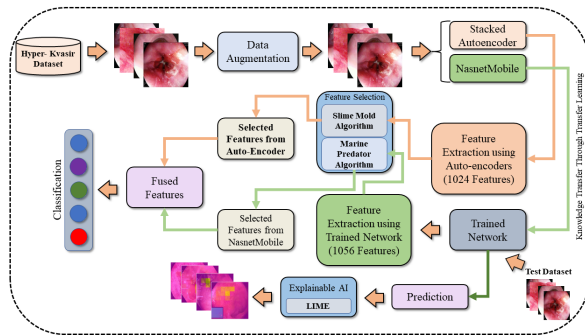 Hyper- Kvasir
Dataset
Data
Augmentation
Stacked
Autoencoder
NasnetMobile
Knowledge Transfer Through Transfer Learning
Feature Selection
Slime Mold
Algorithm
Marine
Predator
Algorithm
Selected
Features from
Auto-Encoder
Feature
Extraction using
Auto-encoders
(1024 Features)
Classification
Fused
Features
Selected
Features from
NasnetMobile
Feature
Extraction using
Trained Network
(1056 Features)
Trained
Network
Test Dataset
Explainable AI
LIME
Prediction